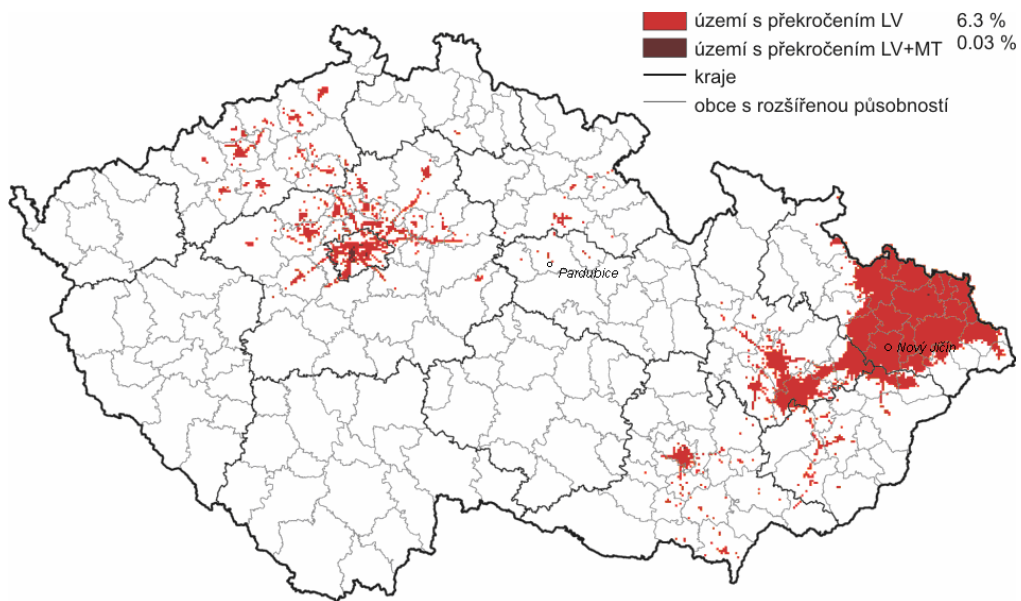 území s překročením LV 6.3 %
území s překročením LV+MT 0.03 %
kraje
obce s rozšířenou působností
Pardubice
Nový Jičín